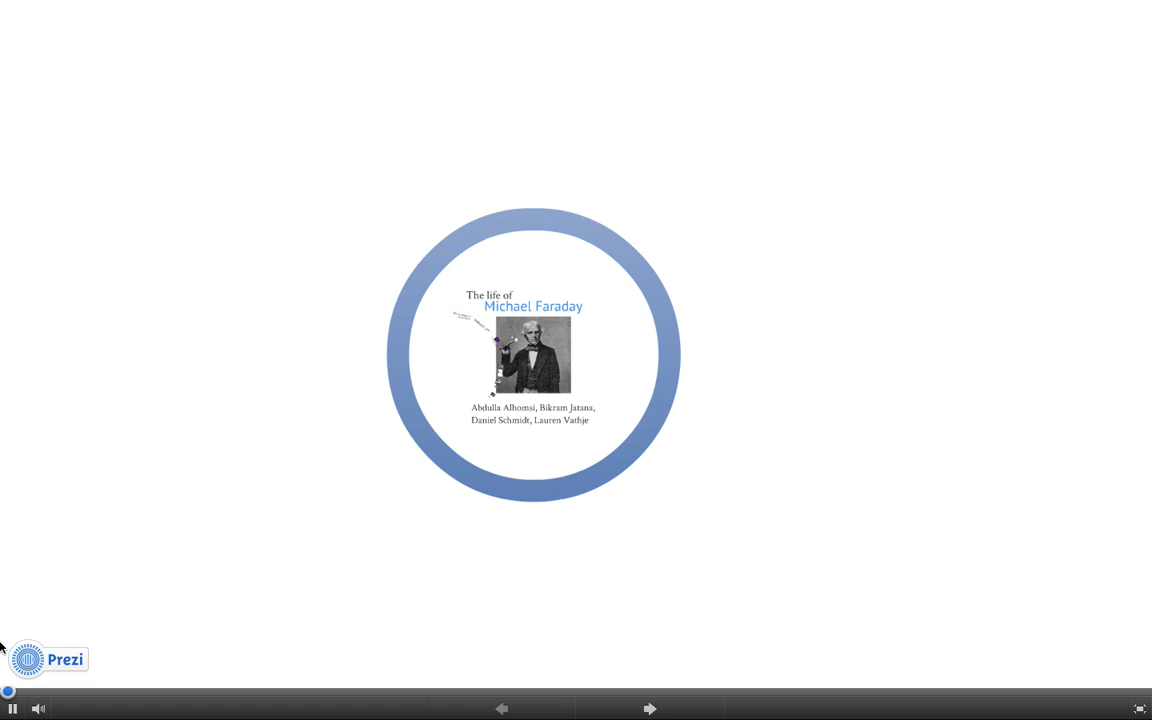 The life of
Michael Faraday
Abdulla Alhomsi, Bikram Jatana,
Daniel Schmidt, Lauren Vathje
Prezi